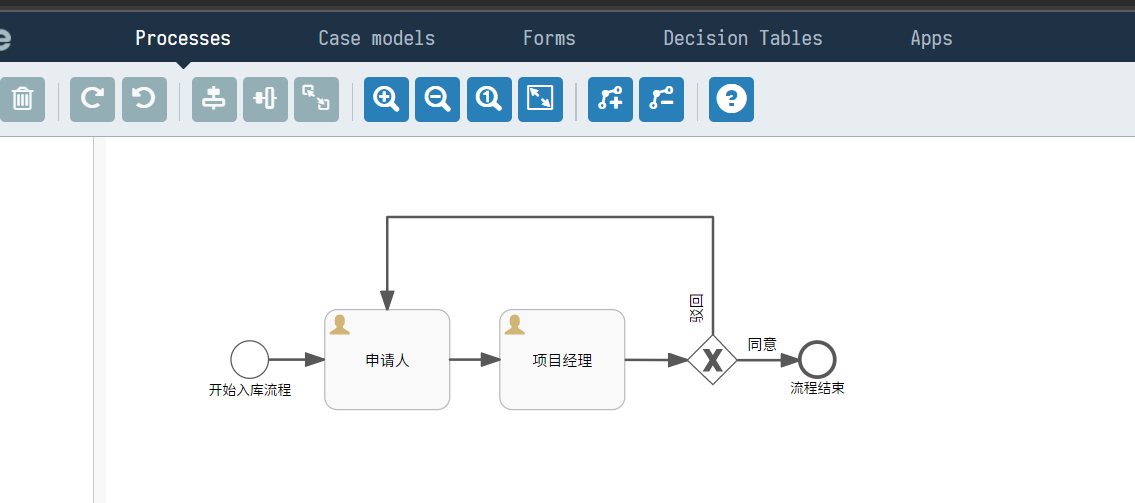 e
Processes
Case models
Forms
Decision Tables
Apps
1
?
驳回
申请人
项目经理
X
同意
开始入库流程
流程结束